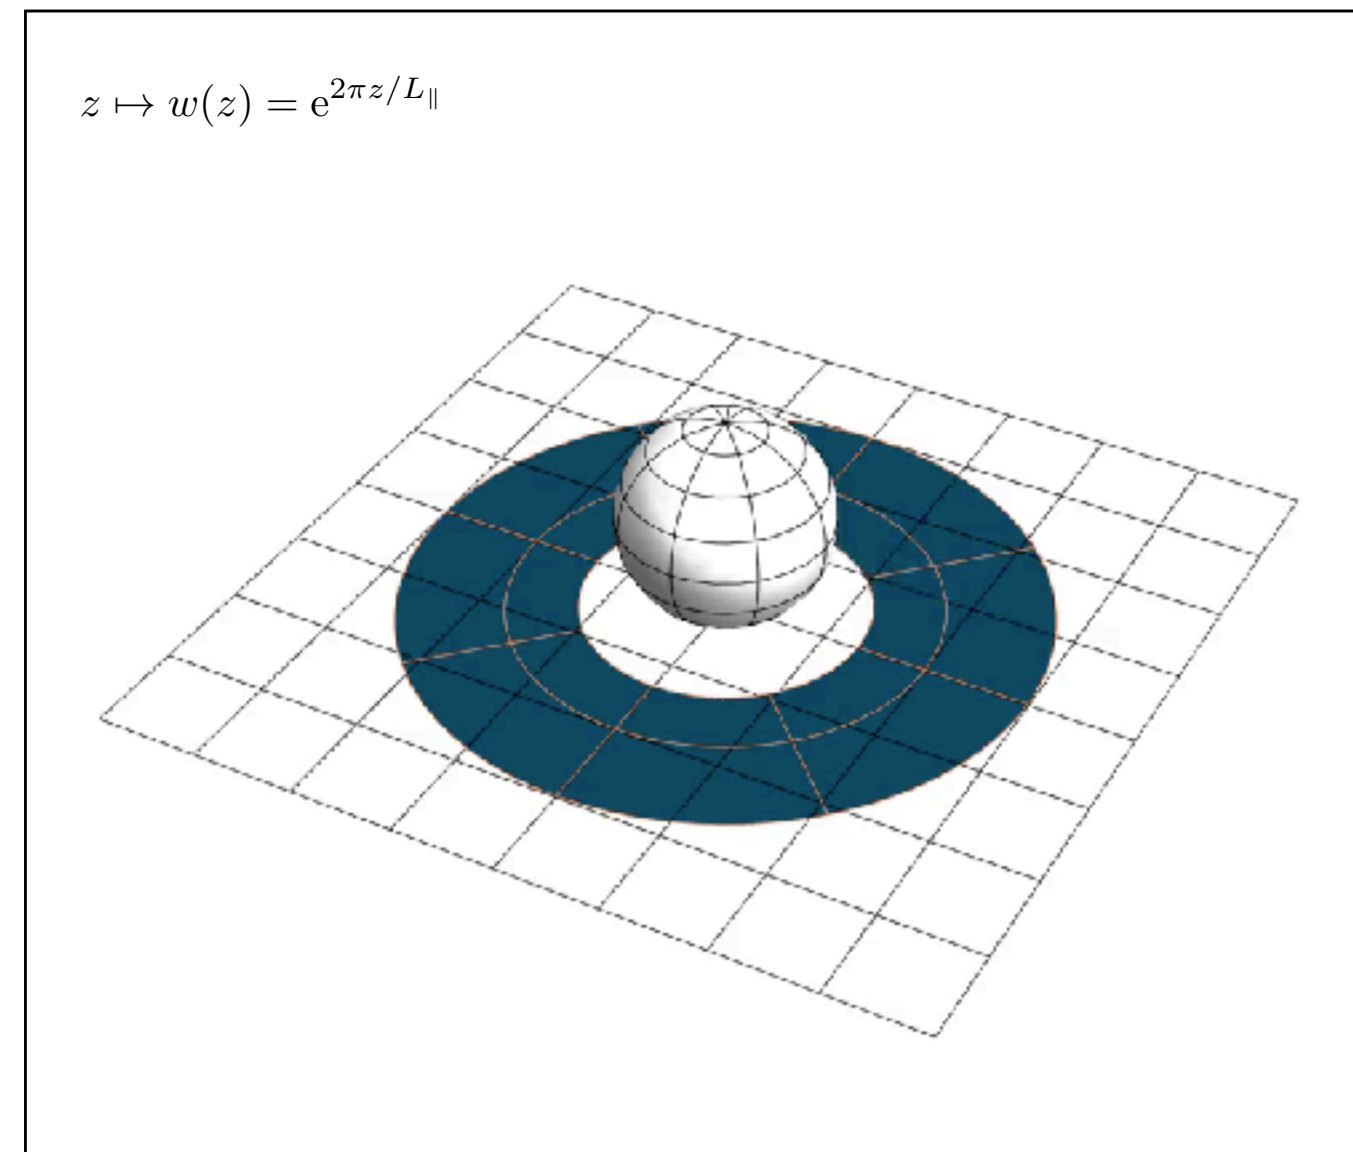 z ↦ w(z) = e^{2πz/L_∥}